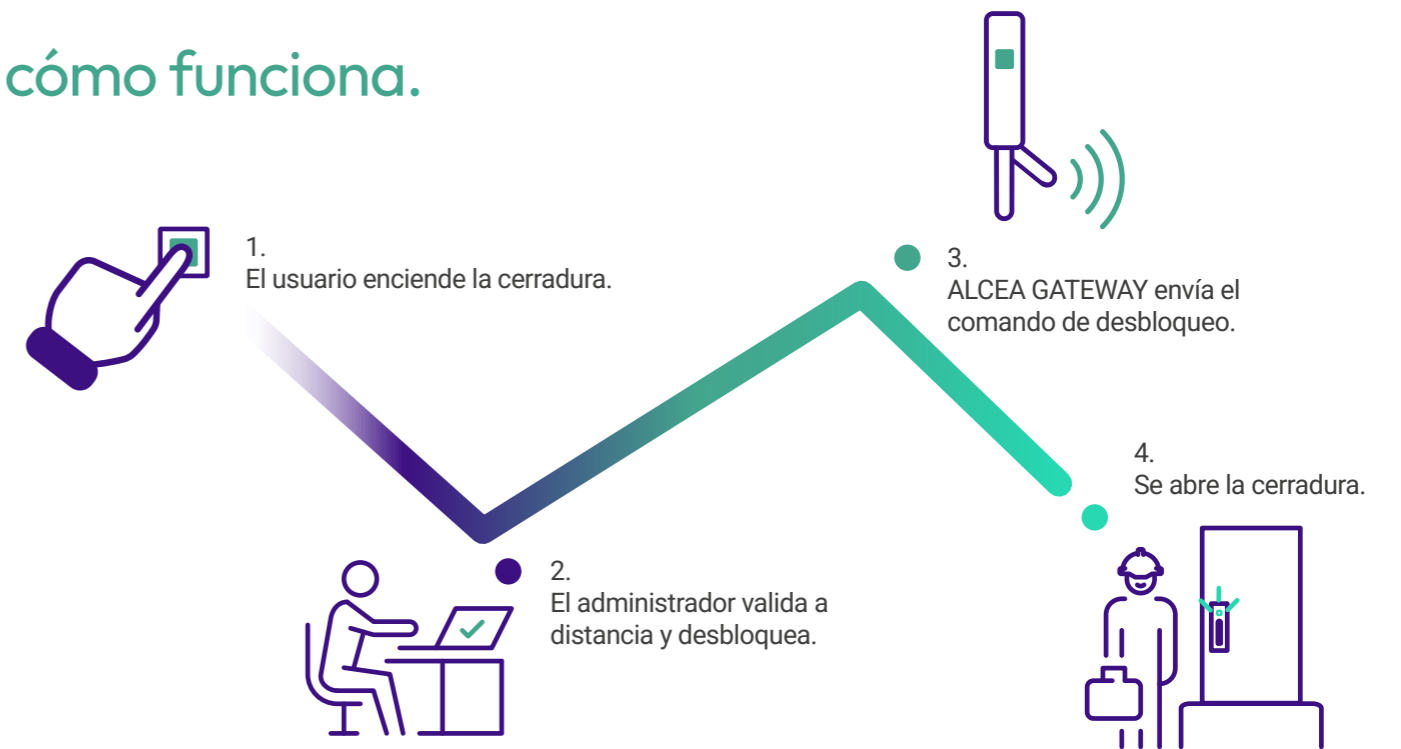 cómo funciona.
1.
El usuario enciende la cerradura.
2.
El administrador valida a
distancia y desbloquea.
3.
ALCEA GATEWAY envía el
comando de desbloqueo.
4.
Se abre la cerradura.